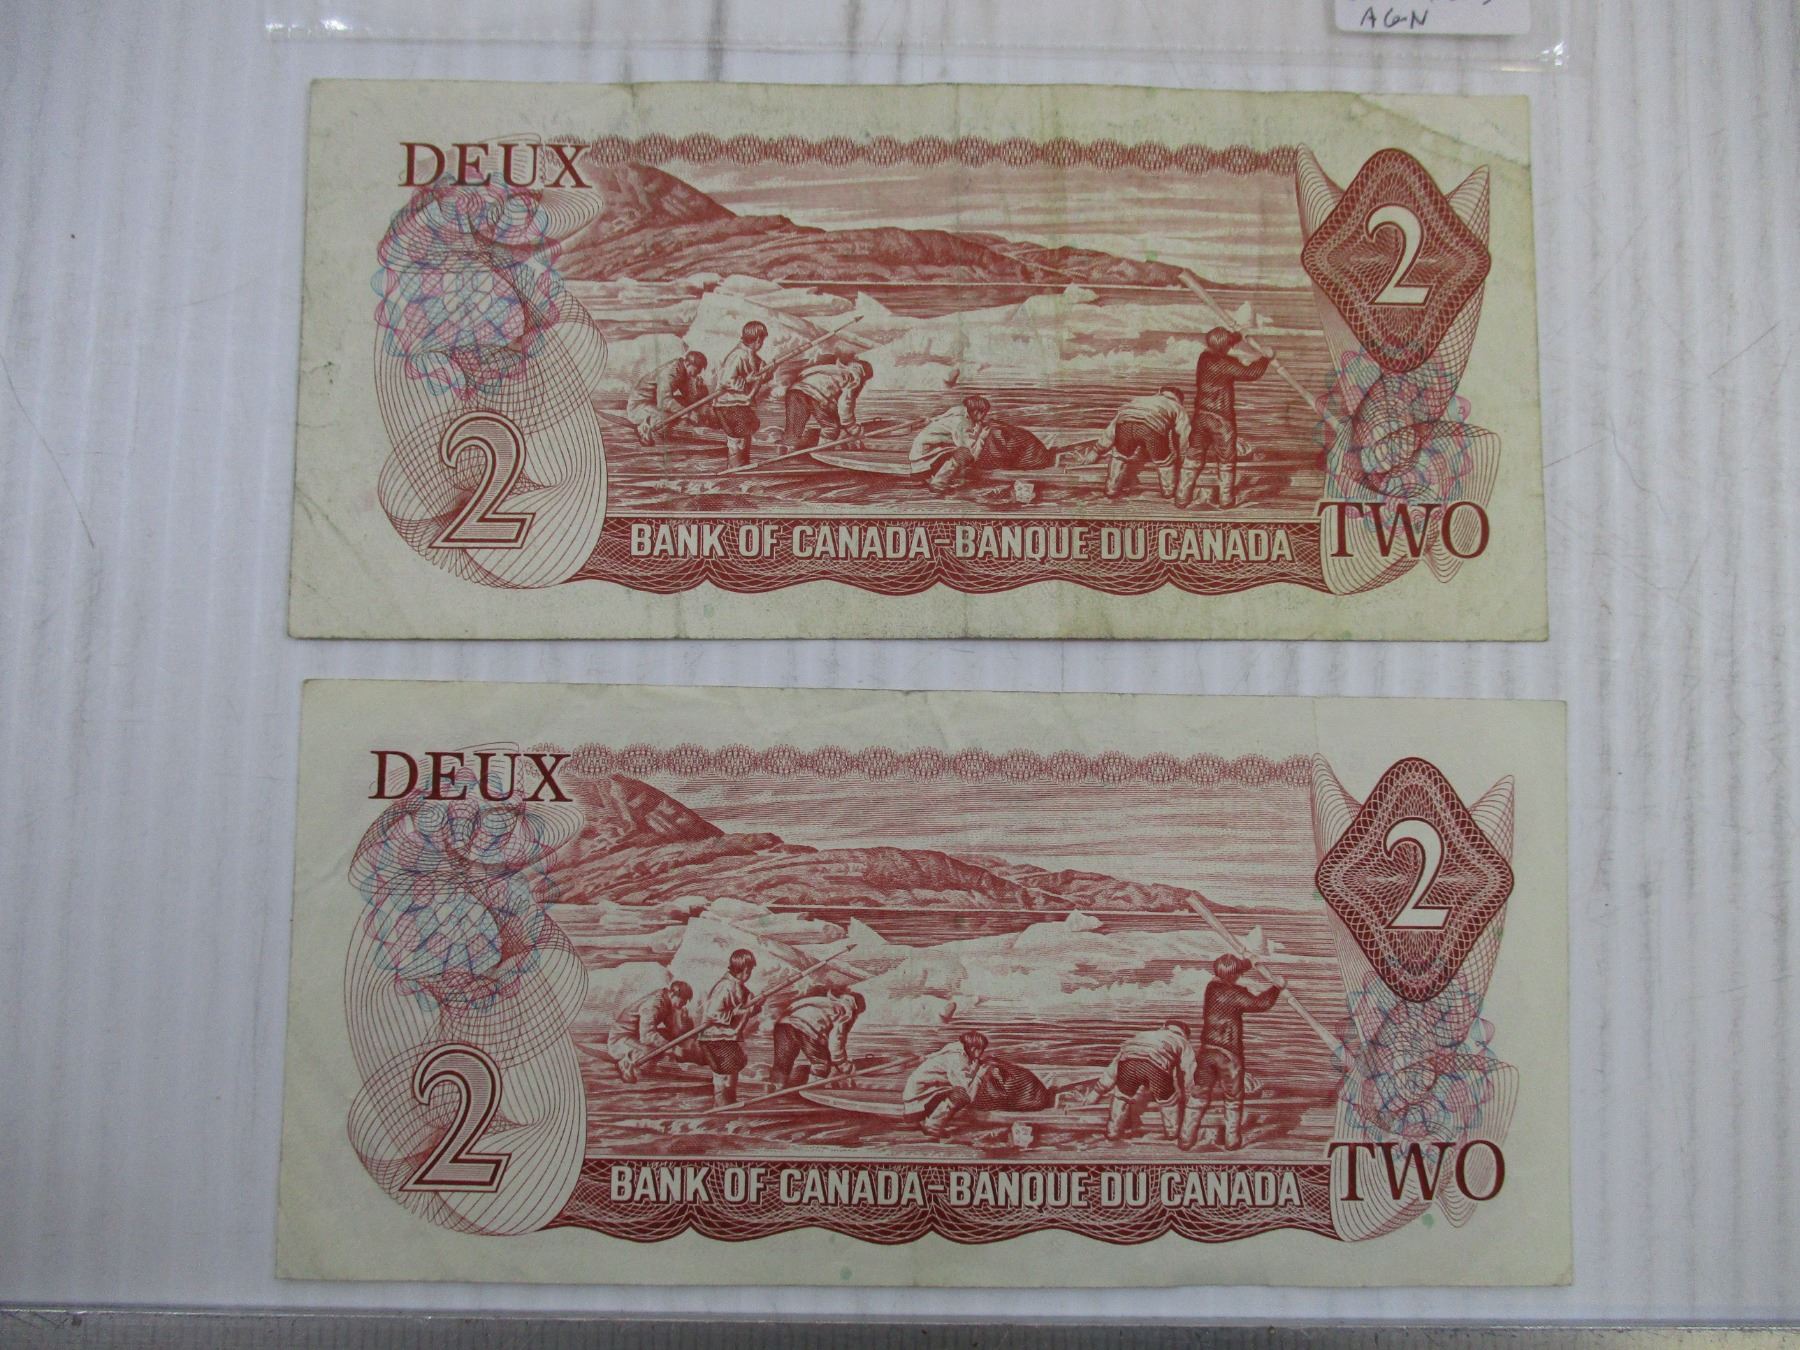 AGN
DEUX
2
2
BANK OF CANADA-BANQUE DU CANADA
TWO
DEUX
2
2
BANK OF CANADA-BANQUE DU CANADA
TWO